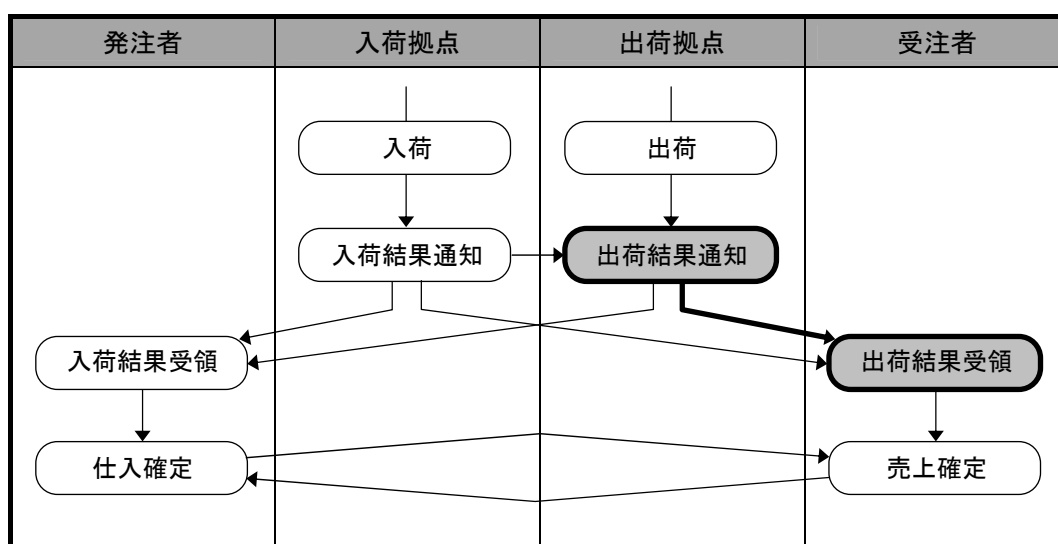 発注者
入荷拠点
出荷拠点
受注者
入荷
出荷
入荷結果通知
出荷結果通知
入荷結果受領
出荷結果受領
仕入確定
売上確定